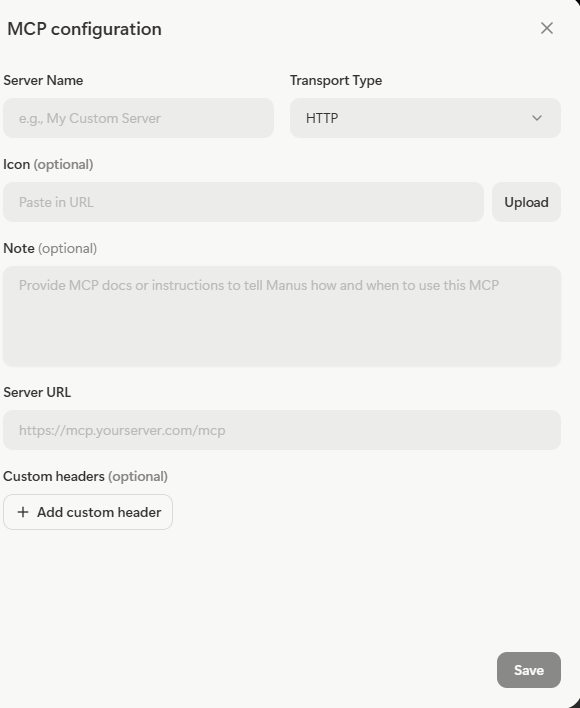 MCP configuration
Server Name
Transport Type
e.g., My Custom Server
HTTP
Icon (optional)
Paste in URL
Upload
Note (optional)
Provide MCP docs or instructions to tell Manus how and when to use this MCP
Server URL
https://mcp.yourserver.com/mcp
Custom headers (optional)
+ Add custom header
Save